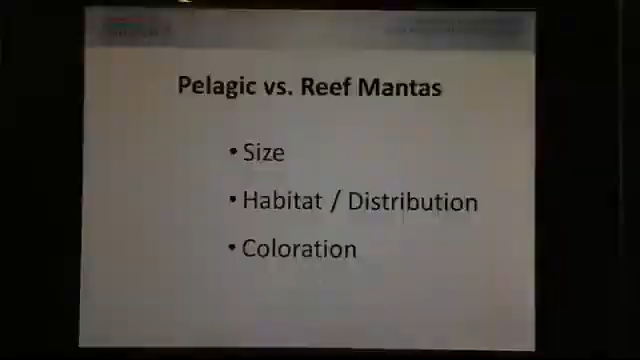 Pelagic vs. Reef Mantas
• Size
• Habitat / Distribution
• Coloration